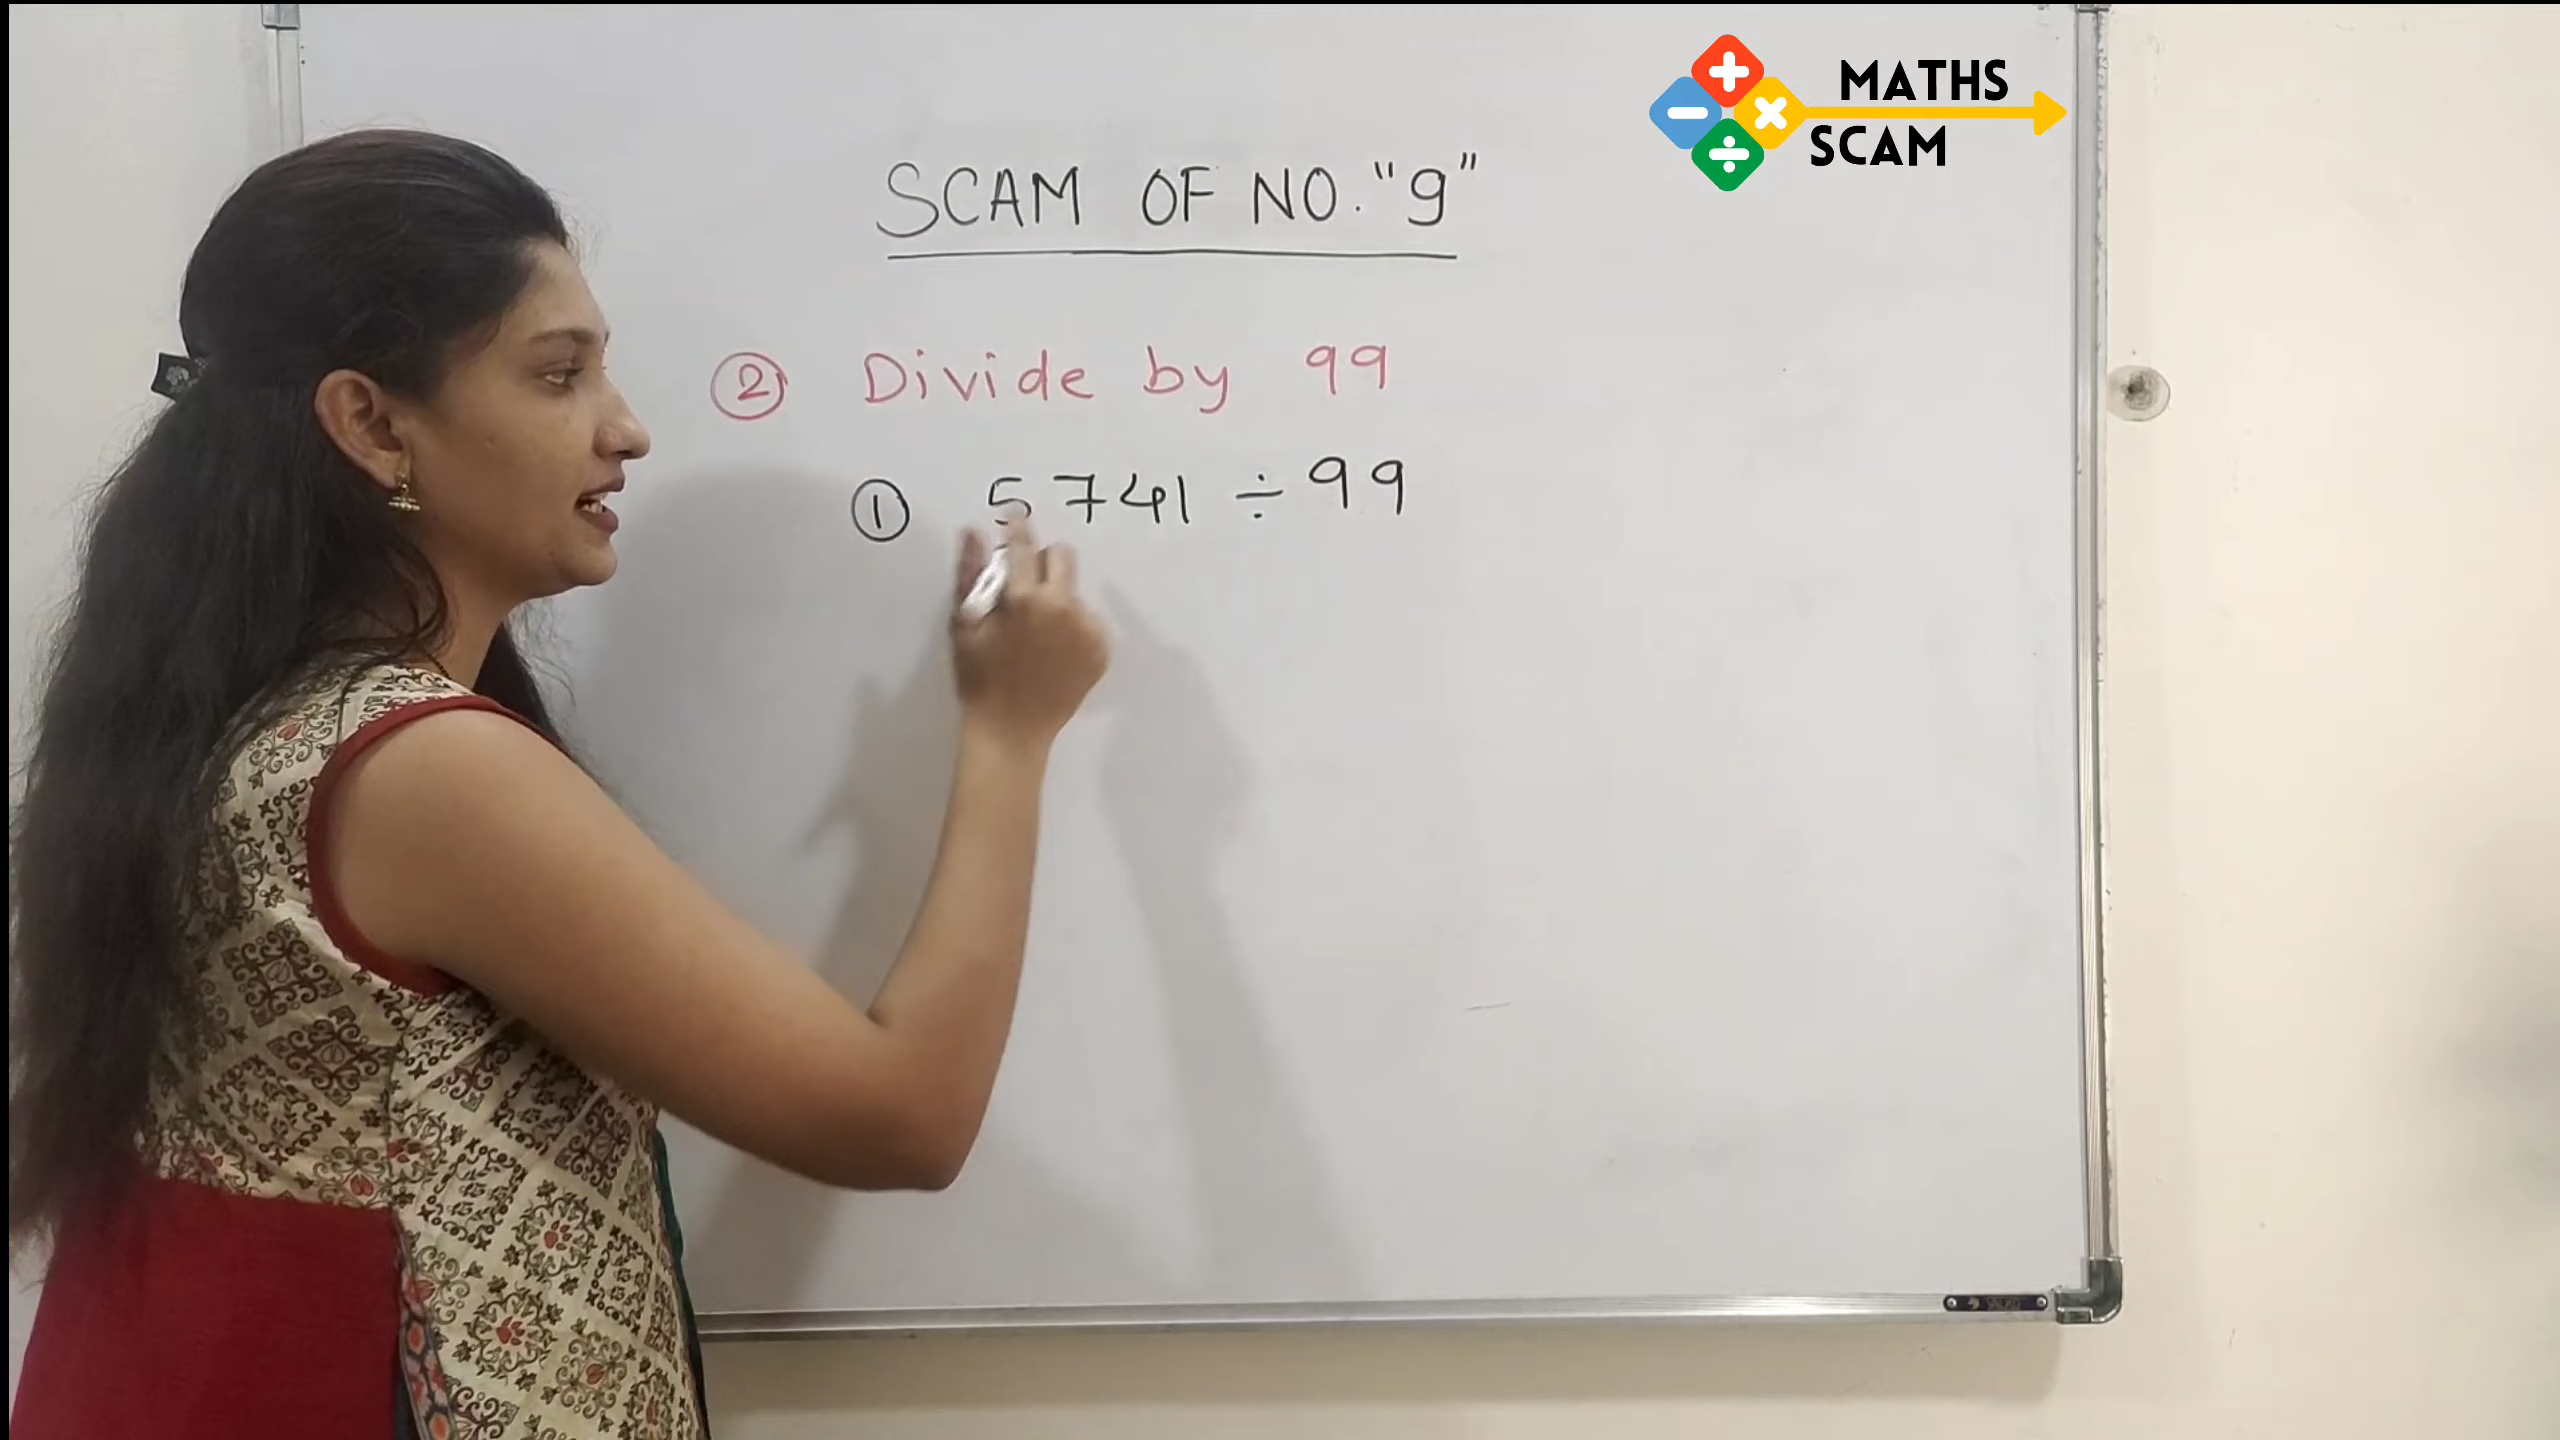 MATHS
SCAM
SCAM OF NO. "9"
② Divide by 99
① 5741 ÷ 99